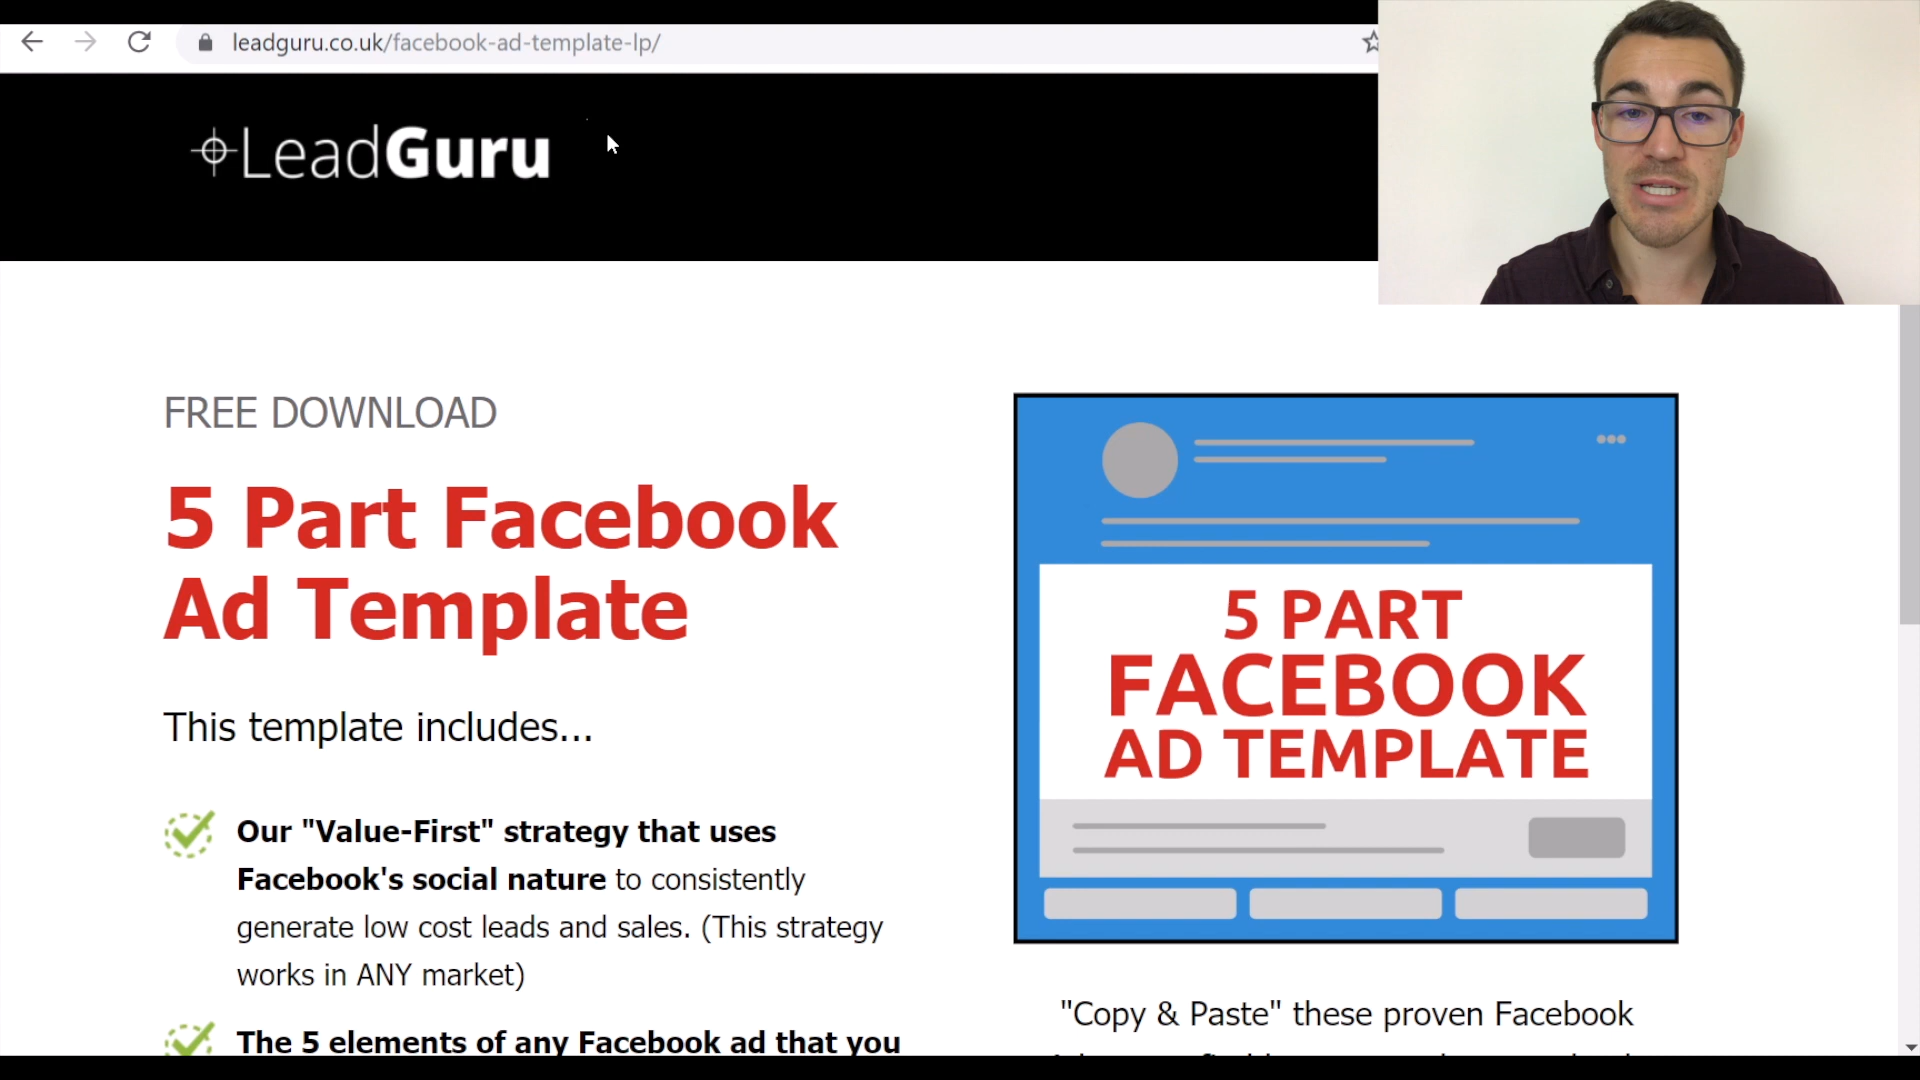 leadguru.co.uk/facebook-ad-template-lp/
LeadGuru
FREE DOWNLOAD
5 Part Facebook
Ad Template
This template includes...
Our "Value-First" strategy that uses
Facebook's social nature to consistently
generate low cost leads and sales. (This strategy
works in ANY market)
The 5 elements of any Facebook ad that you
5 PART
FACEBOOK
AD TEMPLATE
"Copy & Paste" these proven Facebook